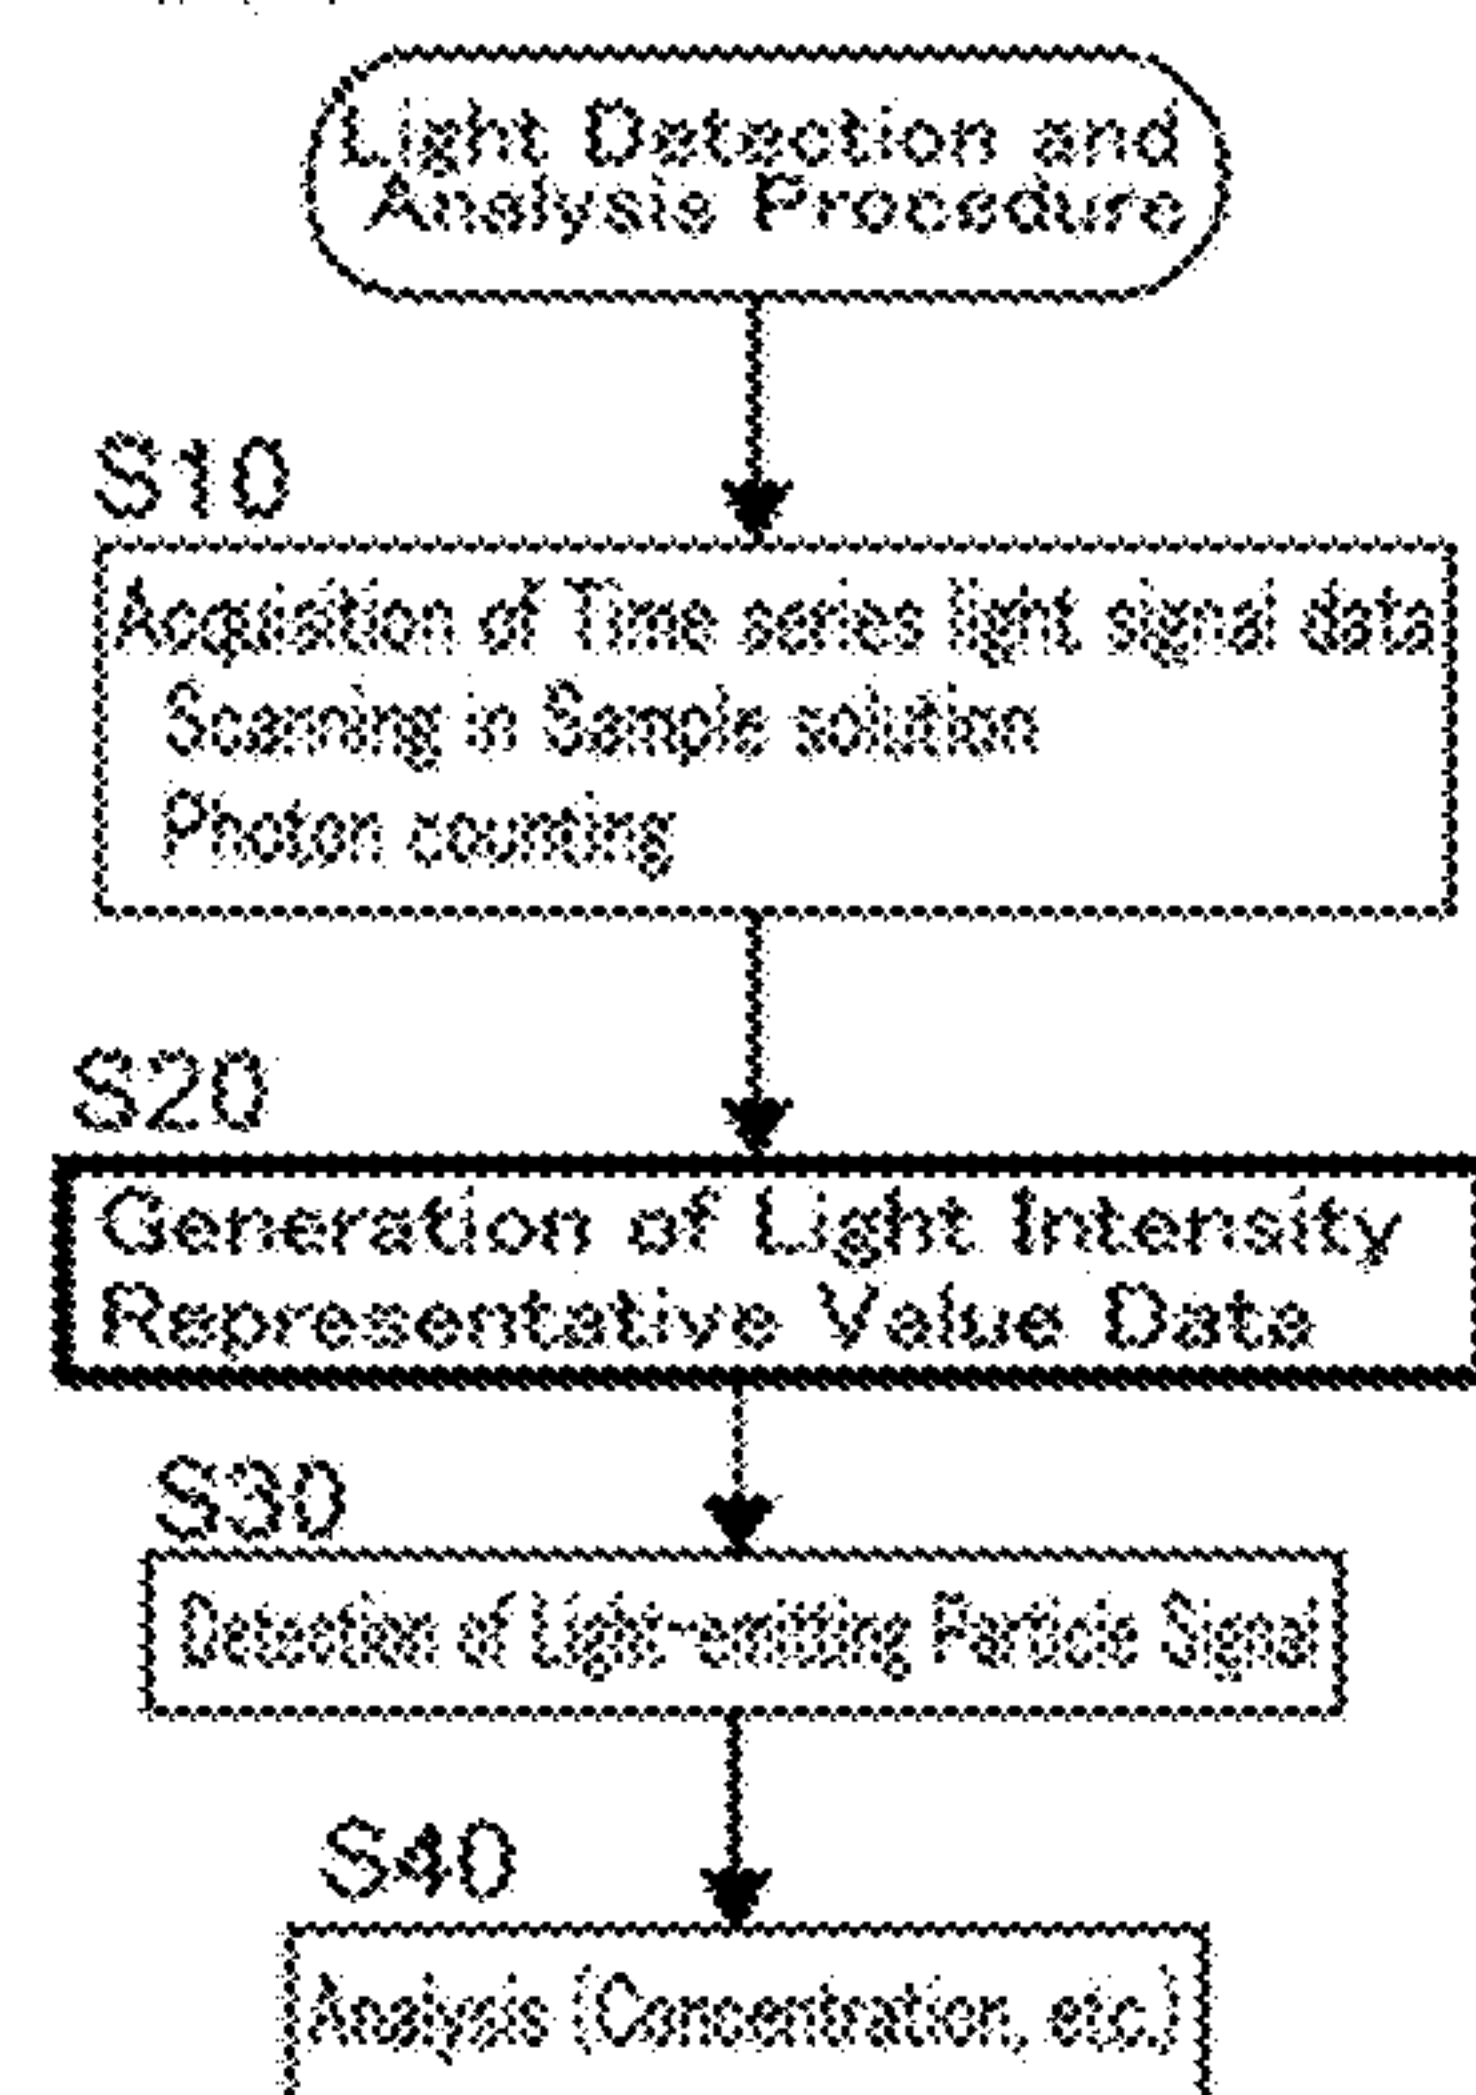 Light Detection and
Analysis Procedure
S10
Acquisition of Time series light signal data
Scanning in Sample solution
Photon counting
S20
Generation of Light Intensity
Representative Value Data
S30
Detection of Light-emitting Particle Signal
S40
Analysis (Concentration, etc.)